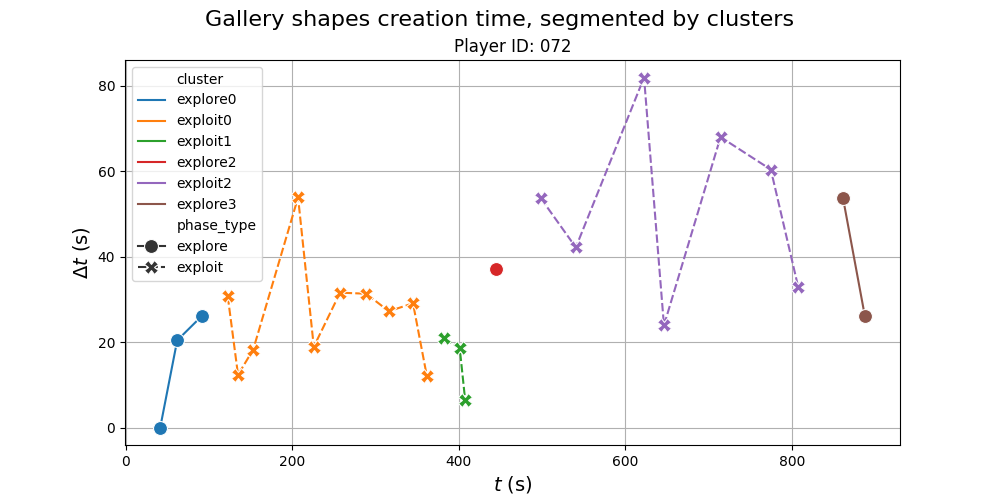 Gallery shapes creation time, segmented by clusters
Player ID: 072
cluster
explore0
exploit0
exploit1
explore2
exploit2
explore3
phase_type
explore
exploit
80
60
40
20
0
Δt (s)
0 200 400 600 800
t (s)